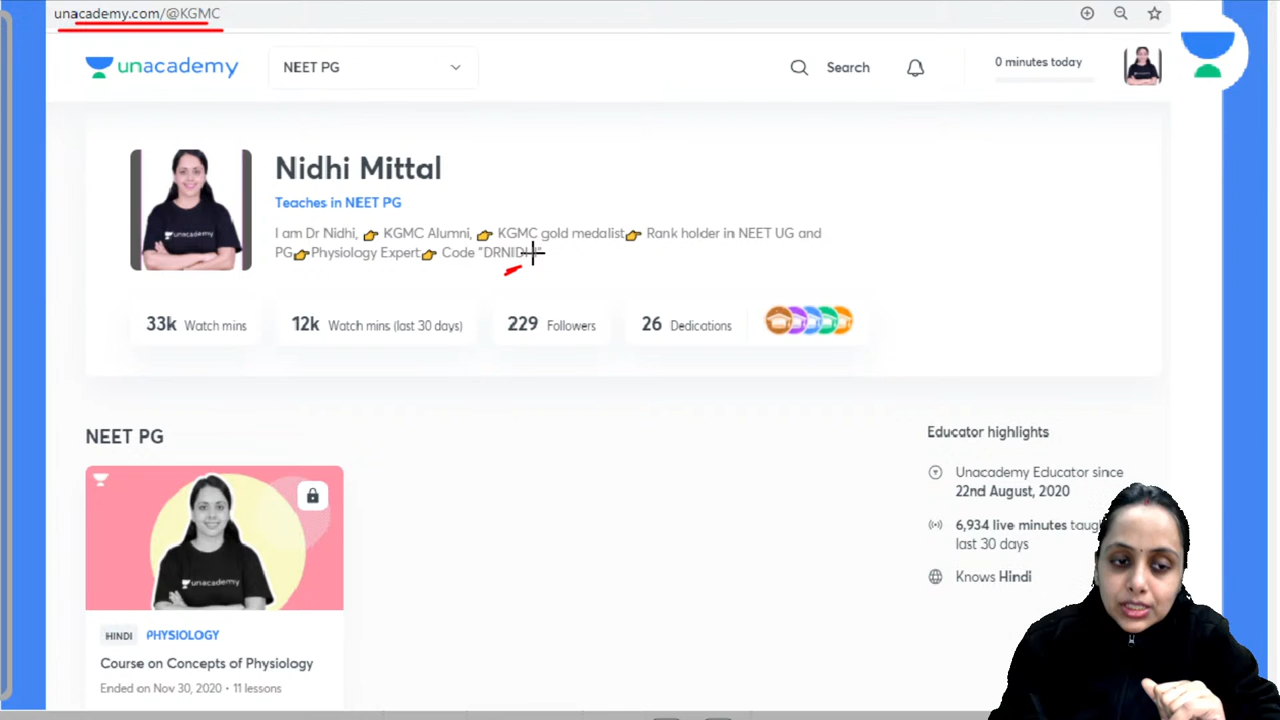 unacademy.com/@KGMC
unacademy
NEET PG
Search
0 minutes today
Nidhi Mittal
Teaches in NEET PG
I am Dr Nidhi, 👉 KGMC Alumni, 👉 KGMC gold medalist👉 Rank holder in NEET UG and
PG👉Physiology Expert👉 Code "DRNIDHI"
33k Watch mins
12k Watch mins (last 30 days)
229 Followers
26 Dedications
NEET PG
Educator highlights
Unacademy Educator since
22nd August, 2020
6,934 live minutes taug
last 30 days
Knows Hindi
unacademy
unacademy
HINDI PHYSIOLOGY
Course on Concepts of Physiology
Ended on Nov 30, 2020 • 11 lessons